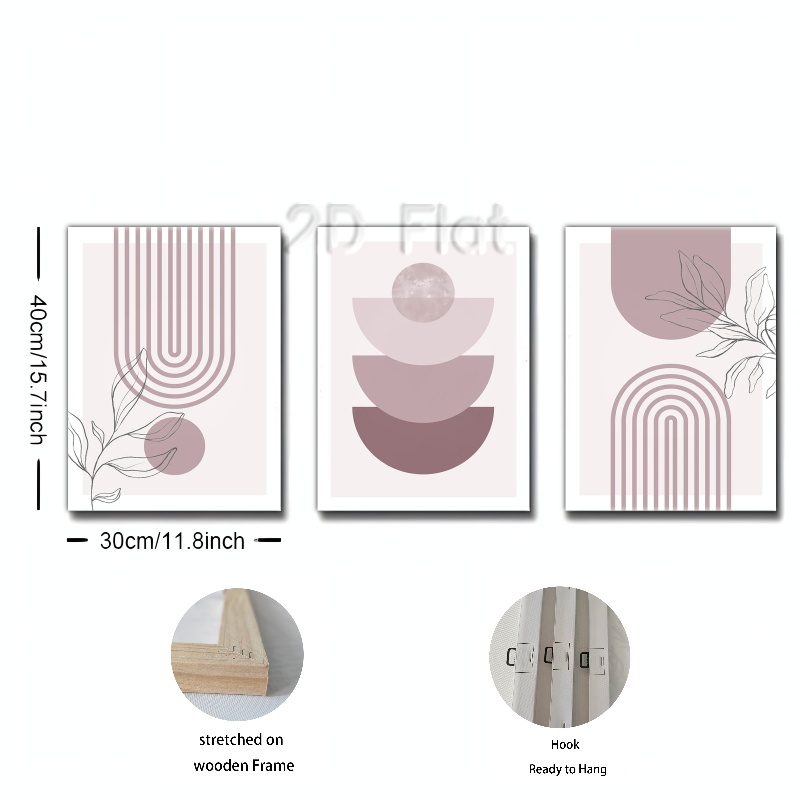 2D Flat
40cm/15.7inch
30cm/11.8inch
stretched on
wooden Frame
Hook
Ready to Hang